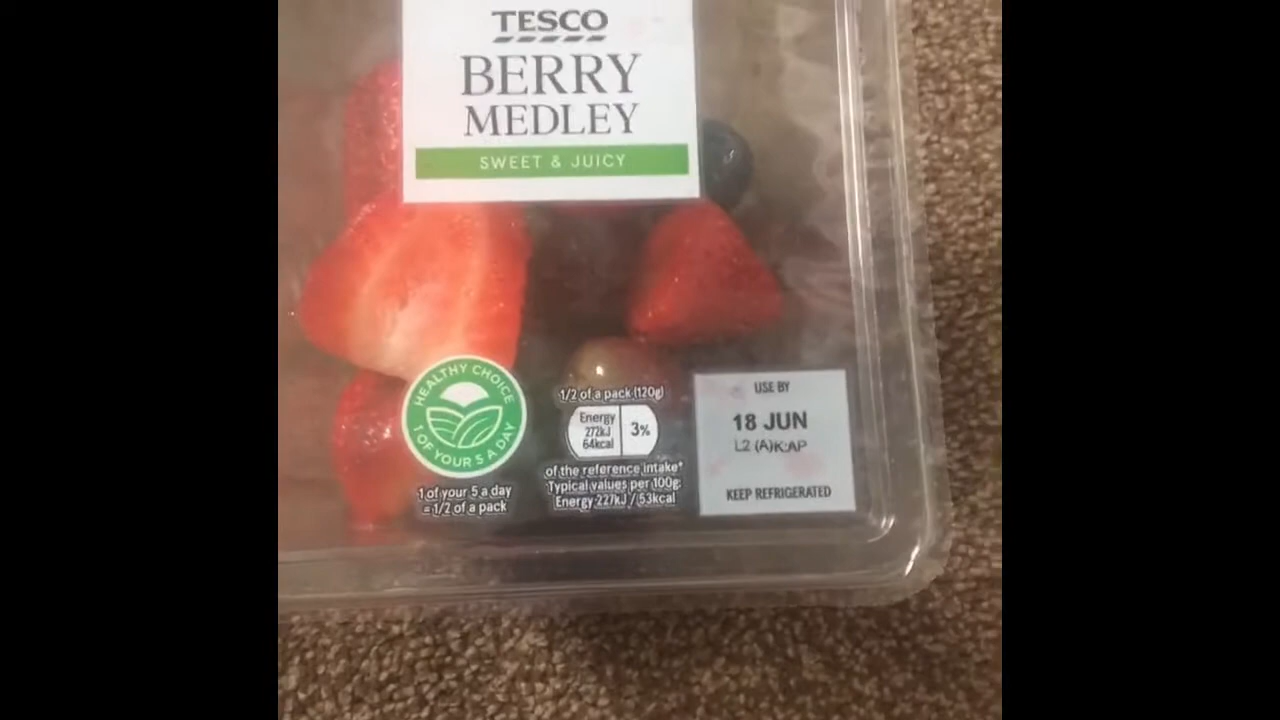 TESCO
BERRY
MEDLEY
SWEET & JUICY
HEALTHY CHOICE
1 OF YOUR 5 A DAY
1 of your 5 a day
= 1/2 of a pack
1/2 of a pack (120g)
Energy
272kJ
64kcal
3%
of the reference intake*
Typical values per 100g:
Energy 227kJ / 53kcal
USE BY
18 JUN
L2 (A)K:AP
KEEP REFRIGERATED